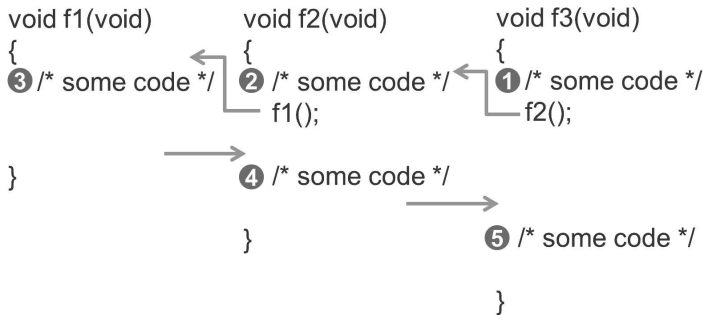 void f1(void)
{
❸ /* some code */
}
void f2(void)
{
❷ /* some code */
f1();
❹ /* some code */
}
void f3(void)
{
❶ /* some code */
f2();
❺ /* some code */
}